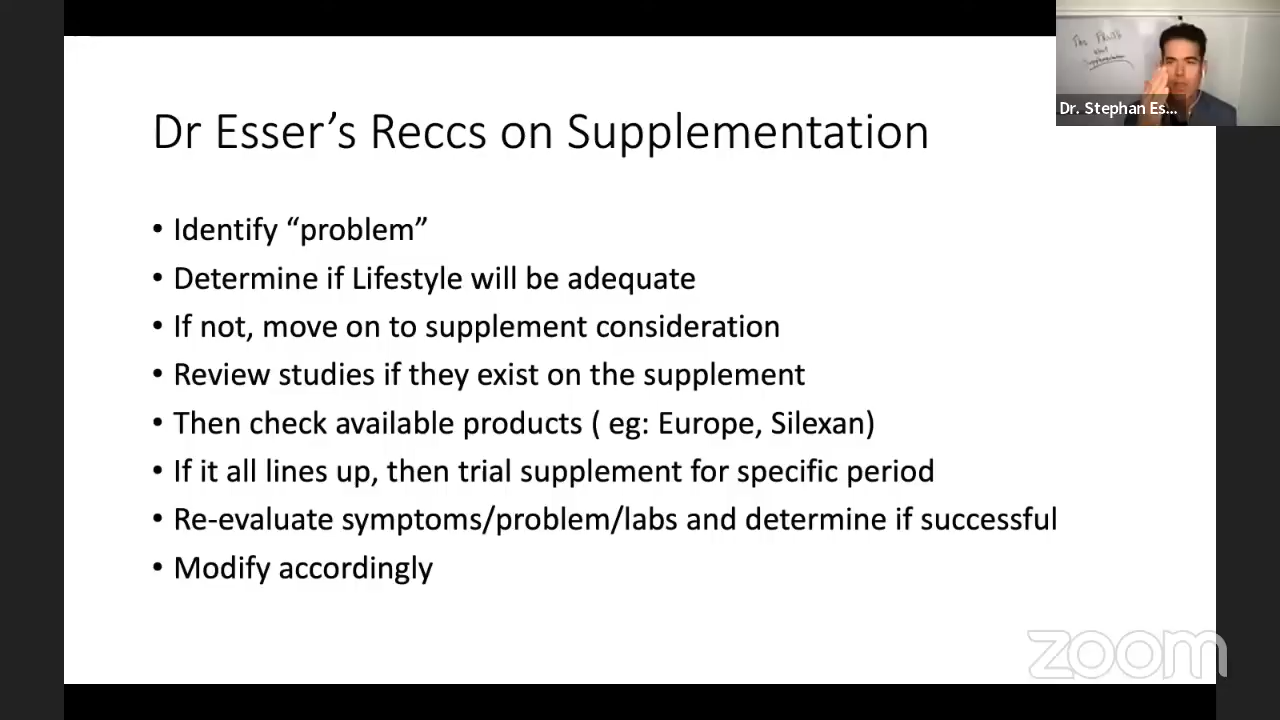 Dr Esser’s Reccs on Supplementation
• Identify “problem”
• Determine if Lifestyle will be adequate
• If not, move on to supplement consideration
• Review studies if they exist on the supplement
• Then check available products ( eg: Europe, Silexan)
• If it all lines up, then trial supplement for specific period
• Re-evaluate symptoms/problem/labs and determine if successful
• Modify accordingly
The
Supplementation
Dr. Stephan Es...
zoom